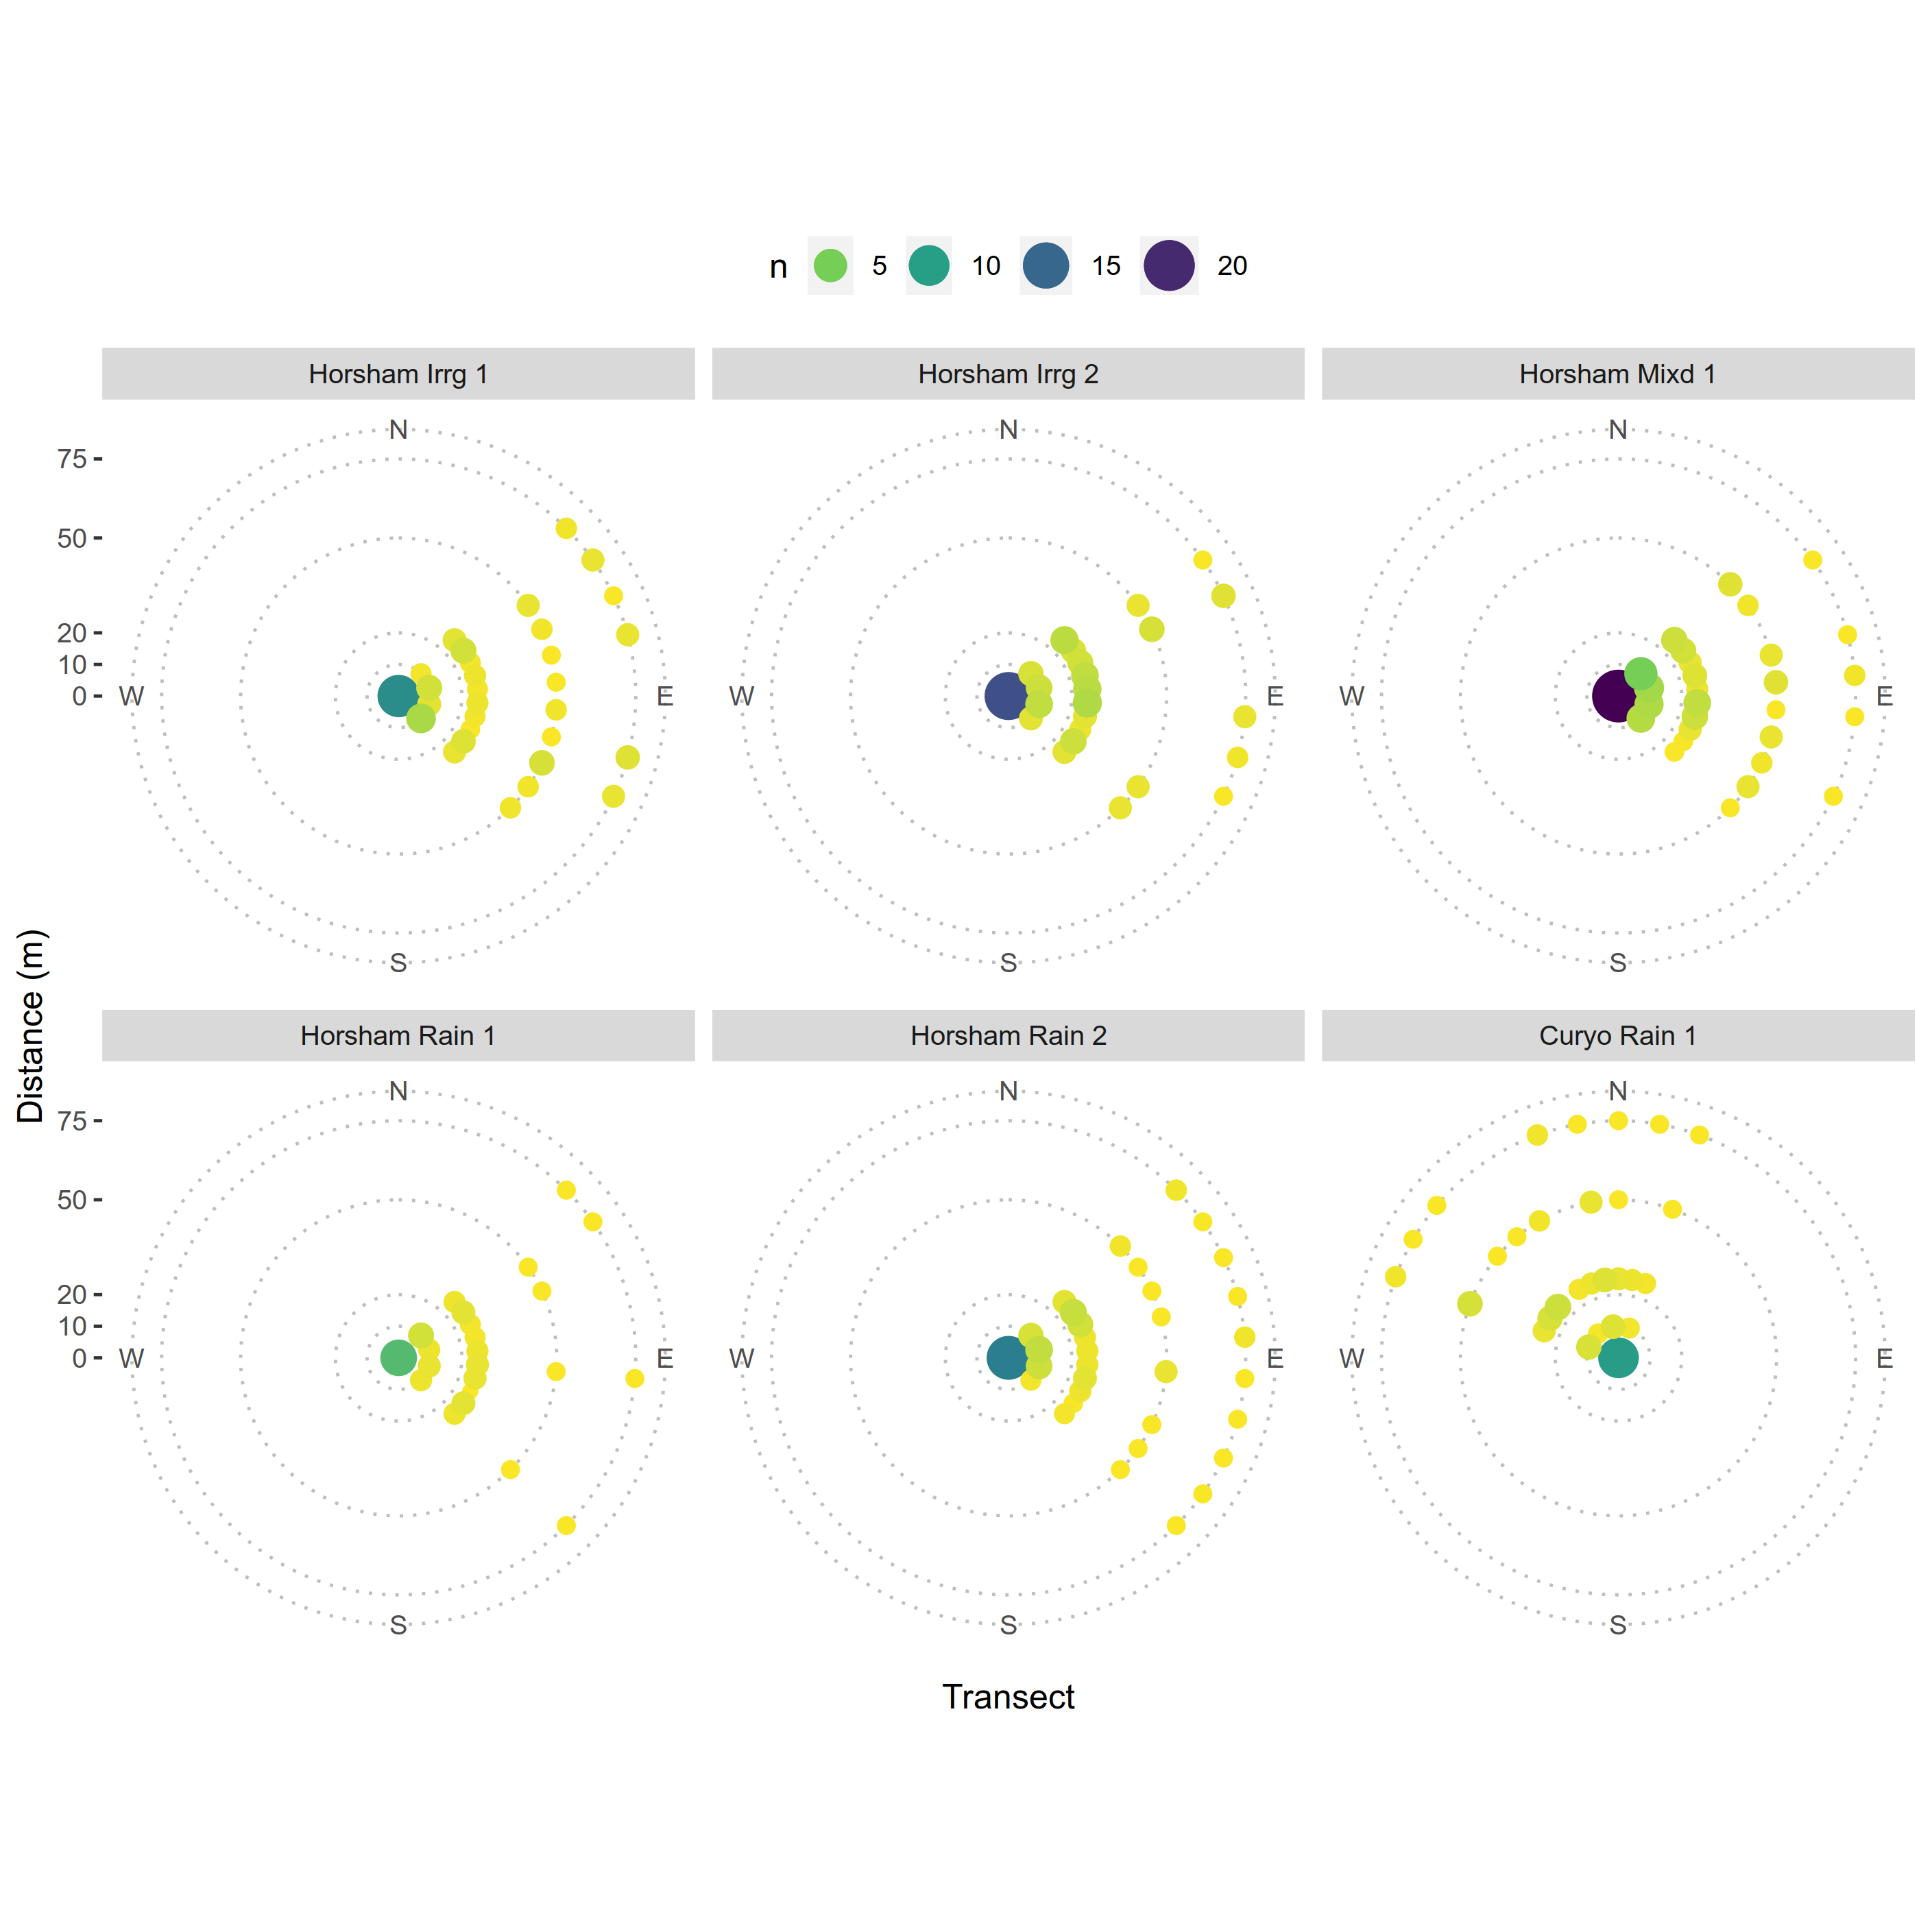 n 5 10 15 20
Horsham Irrg 1 Horsham Irrg 2 Horsham Mixd 1
N N N
75
50
20
10
0
W E W E W E
S S S
Distance (m)
Horsham Rain 1 Horsham Rain 2 Curyo Rain 1
N N N
75
50
20
10
0
W E W E W E
S S S
Transect